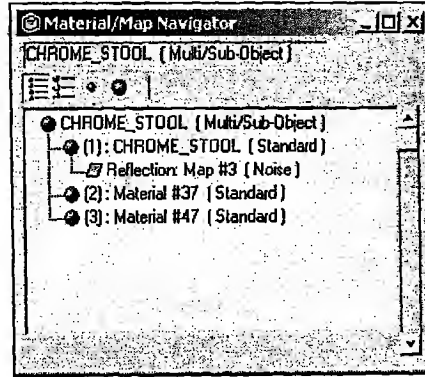 Material/Map Navigator
CHROME_STOOL ( Multi/Sub-Object )
CHROME_STOOL ( Multi/Sub-Object )
(1) : CHROME_STOOL ( Standard )
Reflection: Map #3 ( Noise )
(2) : Material #37 ( Standard )
(3) : Material #47 ( Standard )